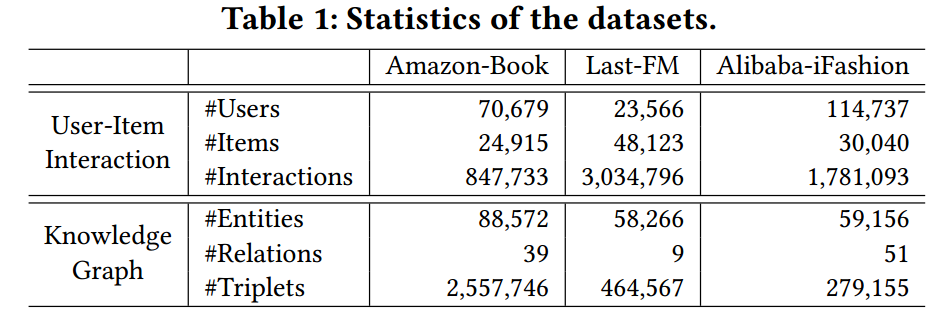 Table 1: Statistics of the datasets.
Amazon-Book Last-FM Alibaba-iFashion
User-Item Interaction
#Users 70,679 23,566 114,737
#Items 24,915 48,123 30,040
#Interactions 847,733 3,034,796 1,781,093
Knowledge Graph
#Entities 88,572 58,266 59,156
#Relations 39 9 51
#Triplets 2,557,746 464,567 279,155